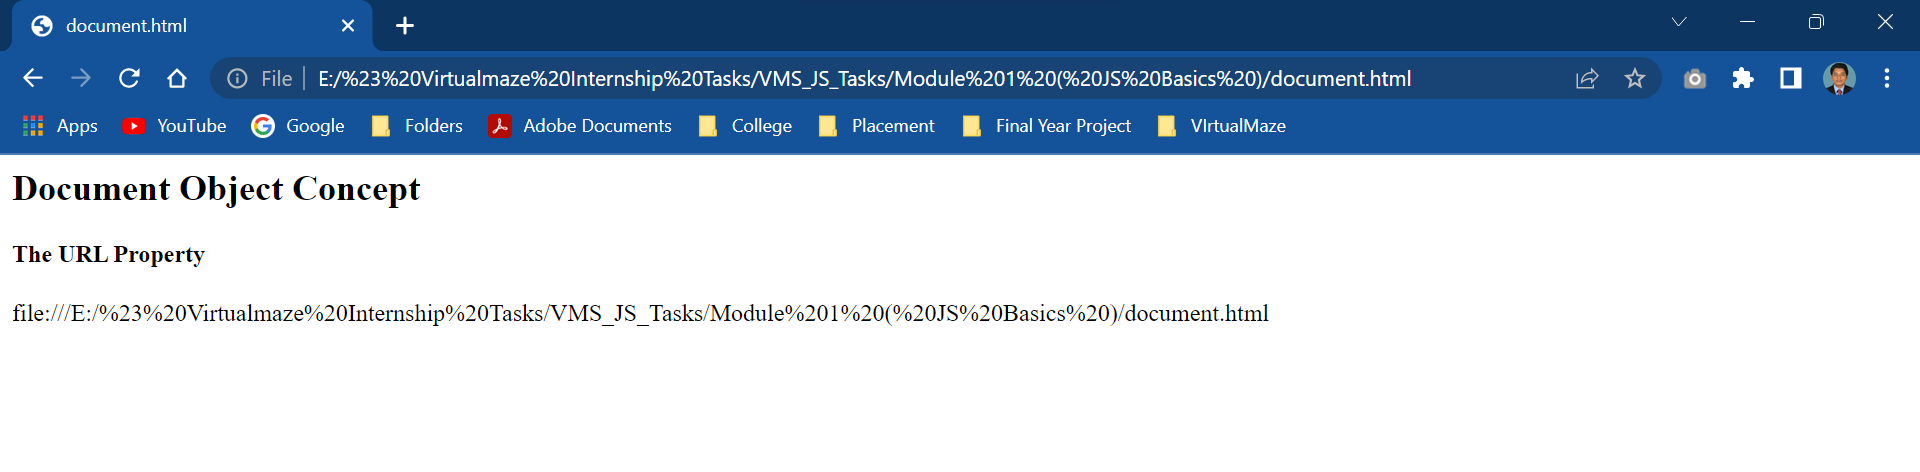 document.html
File E:/%23%20Virtualmaze%20Internship%20Tasks/VMS_JS_Tasks/Module%201%20(%20JS%20Basics%20)/document.html
Apps YouTube Google Folders Adobe Documents College Placement Final Year Project VIrtualMaze
Document Object Concept
The URL Property
file:///E:/%23%20Virtualmaze%20Internship%20Tasks/VMS_JS_Tasks/Module%201%20(%20JS%20Basics%20)/document.html